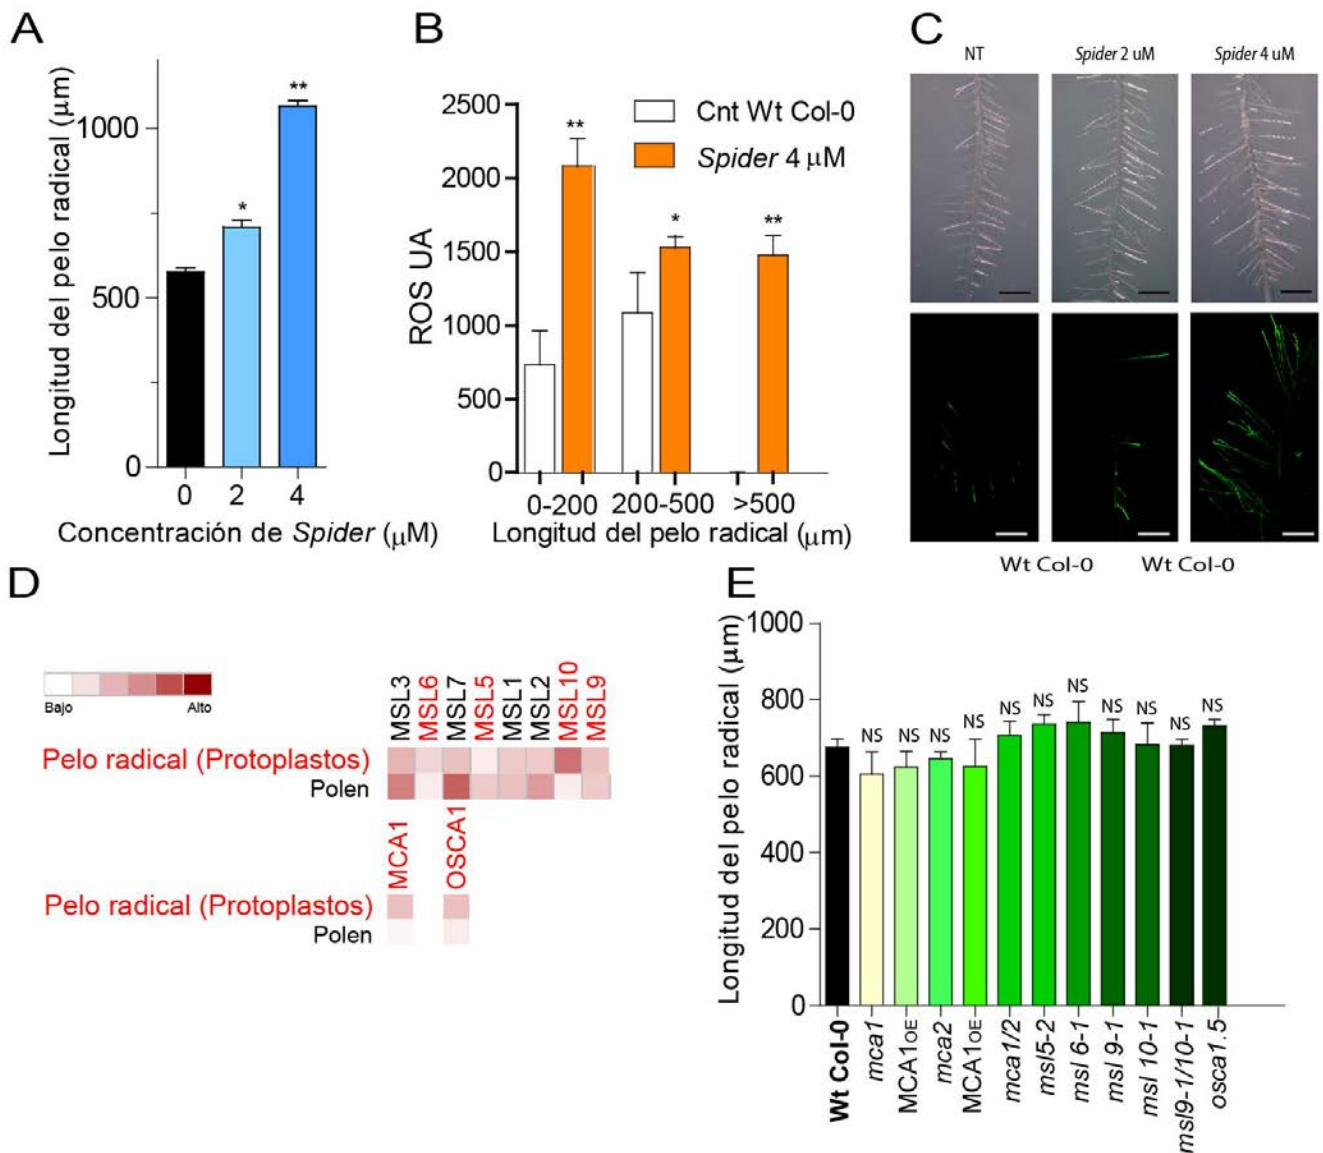 A
Longitud del pelo radical (μm)
1000
500
0
*
**
0 2 4
Concentración de Spider (μM)
B
ROS UA
2500
2000
1500
1000
500
0
Cnt Wt Col-0
Spider 4 μM
**
*
**
0-200 200-500 >500
Longitud del pelo radical (μm)
C
NT Spider 2 uM Spider 4 uM
Wt Col-0 Wt Col-0
D
Bajo Alto
MSL3 MSL6 MSL7 MSL5 MSL1 MSL2 MSL10 MSL9
Pelo radical (Protoplastos)
Polen
MCA1 OSCA1
Pelo radical (Protoplastos)
Polen
E
Longitud del pelo radical (μm)
1000
800
600
400
200
0
NS NS NS NS NS NS NS NS NS NS NS
Wt Col-0
mca1
MCA1OE
mca2
MCA1OE
mca1/2
msl5-2
msl 6-1
msl 9-1
msl 10-1
msl9-1/10-1
osca1.5